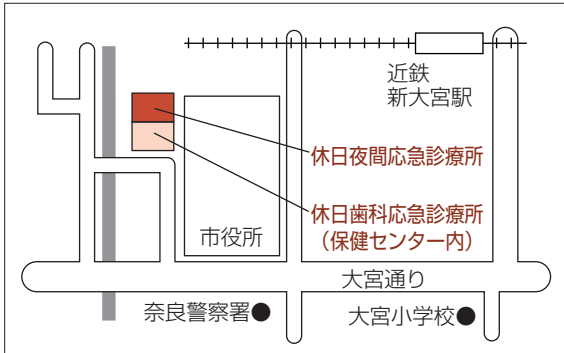 近鉄
新大宮駅
休日夜間応急診療所
休日歯科応急診療所
（保健センター内）
市役所
大宮通り
奈良警察署●
大宮小学校●